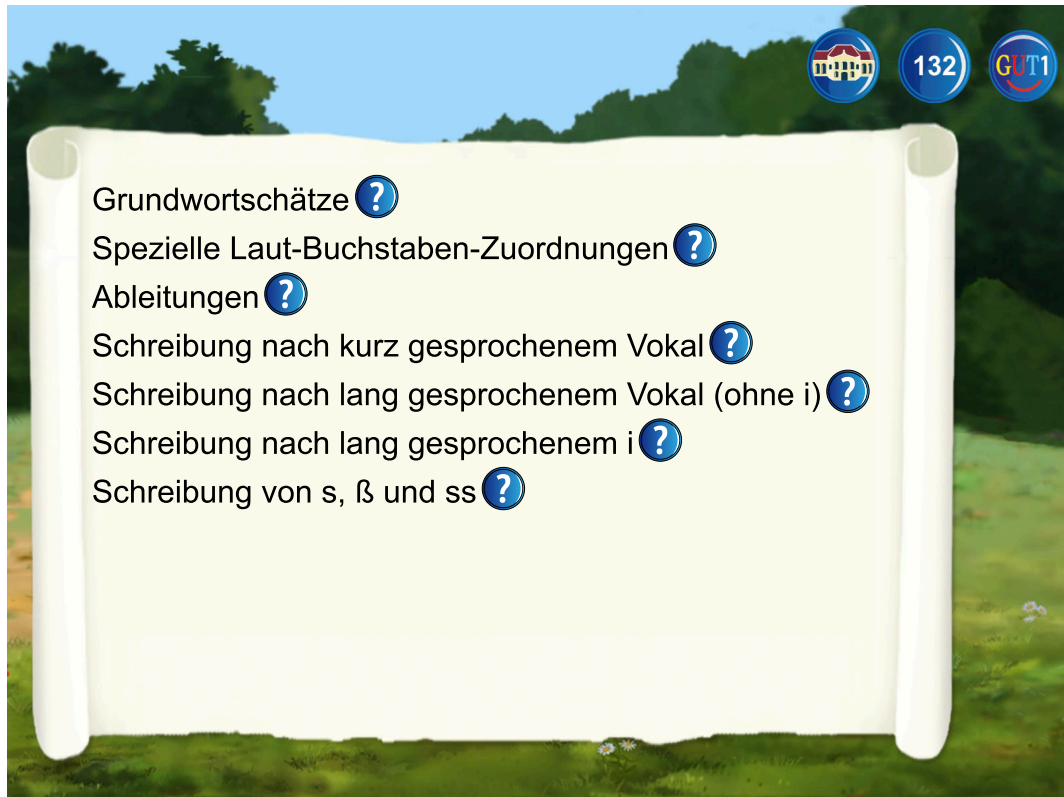 132 GUT1
Grundwortschätze ?
Spezielle Laut-Buchstaben-Zuordnungen ?
Ableitungen ?
Schreibung nach kurz gesprochenem Vokal ?
Schreibung nach lang gesprochenem Vokal (ohne i) ?
Schreibung nach lang gesprochenem i ?
Schreibung von s, ß und ss ?